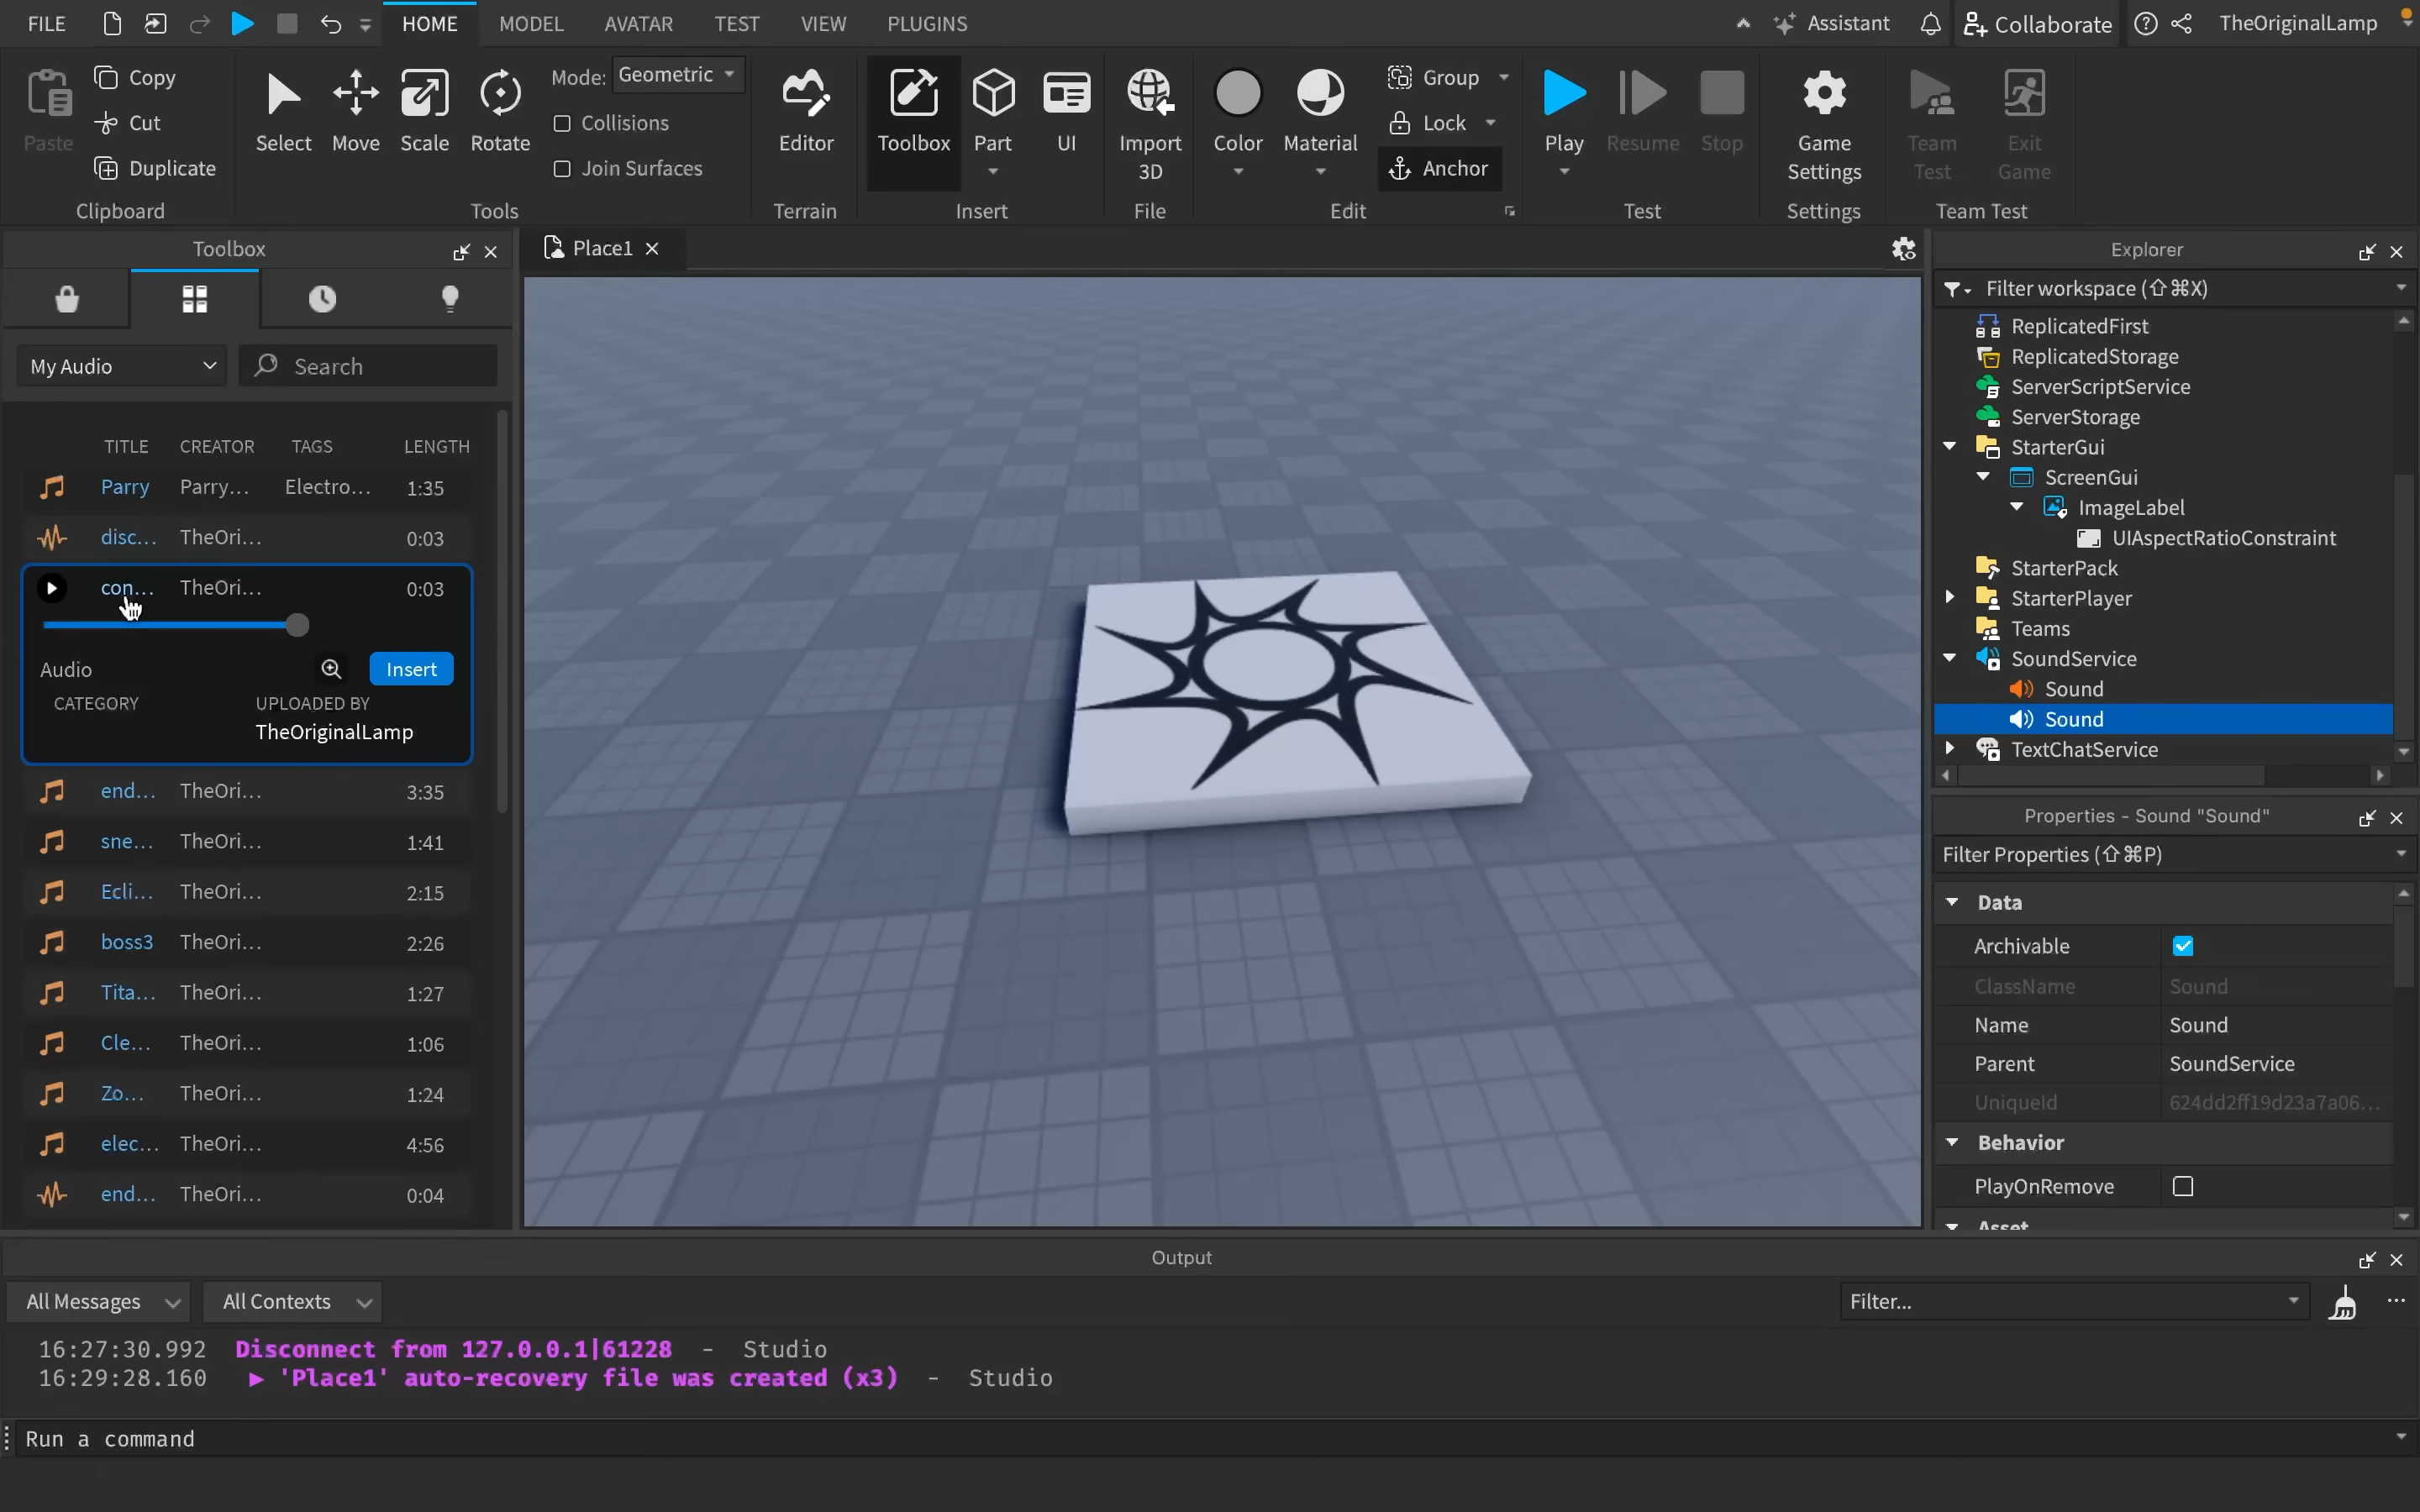 FILE HOME MODEL AVATAR TEST VIEW PLUGINS Assistant Collaborate TheOriginalLamp
Paste Copy Cut Duplicate
Clipboard
Select Move Scale Rotate
Mode: Geometric
Collisions
Join Surfaces
Tools
Editor
Terrain
Toolbox Part UI
Insert
Import
3D
File
Color Material
Group
Lock
Anchor
Edit
Play Resume Stop
Test
Game
Settings
Settings
Team
Test
Exit
Game
Team Test
Toolbox
My Audio Search
TITLE CREATOR TAGS LENGTH
Parry Parry... Electro... 1:35
disc... TheOri... 0:03
con... TheOri... 0:03
Audio Insert
CATEGORY UPLOADED BY
TheOriginalLamp
end... TheOri... 3:35
sne... TheOri... 1:41
Ecli... TheOri... 2:15
boss3 TheOri... 2:26
Tita... TheOri... 1:27
Cle... TheOri... 1:06
Zo... TheOri... 1:24
elec... TheOri... 4:56
end... TheOri... 0:04
Place1
Explorer
Filter workspace (⇧⌘X)
ReplicatedFirst
ReplicatedStorage
ServerScriptService
ServerStorage
StarterGui
ScreenGui
ImageLabel
UIAspectRatioConstraint
StarterPack
StarterPlayer
Teams
SoundService
Sound
Sound
TextChatService
Properties - Sound "Sound"
Filter Properties (⇧⌘P)
Data
Archivable
ClassName Sound
Name Sound
Parent SoundService
UniqueId 624dd2ff19d23a7a06...
Behavior
PlayOnRemove
Asset
Output
All Messages All Contexts Filter...
16:27:30.992 Disconnect from 127.0.0.1|61228 - Studio
16:29:28.160 ▶ 'Place1' auto-recovery file was created (x3) - Studio
Run a command